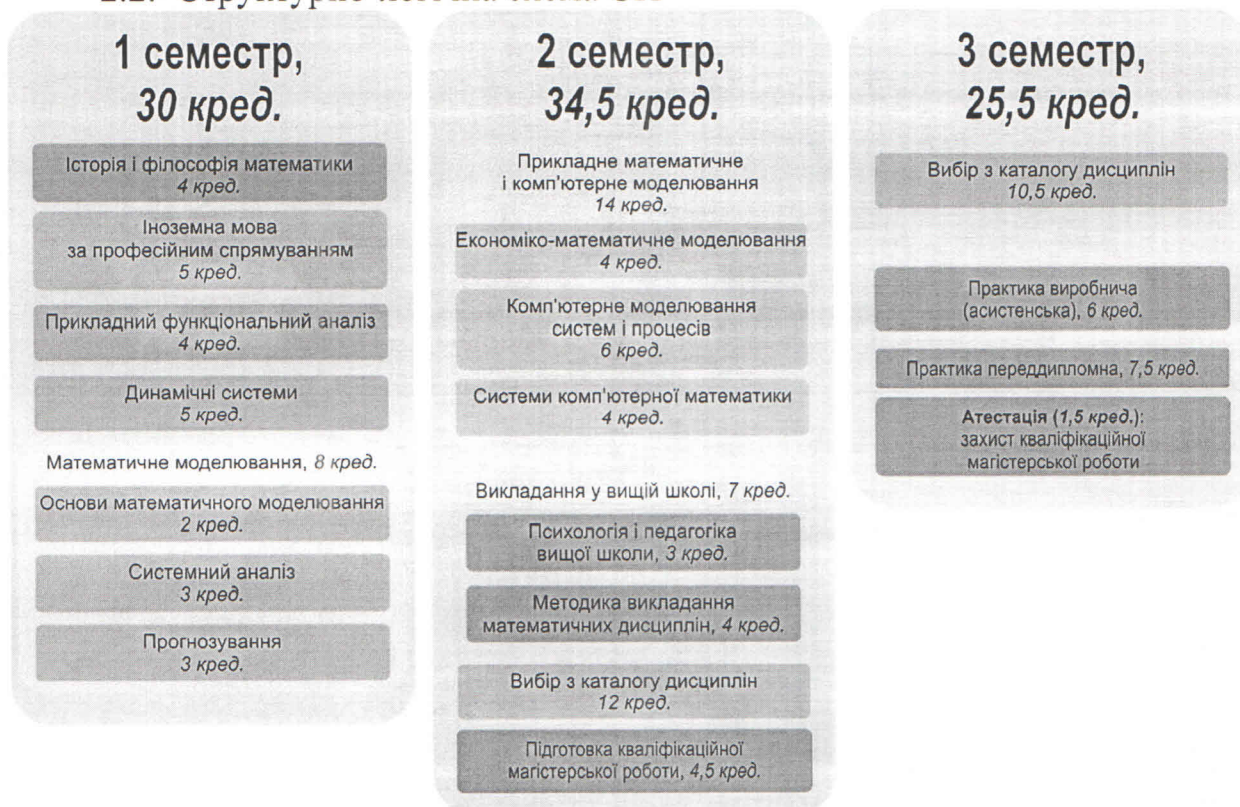 1 семестр,
30 кред.
Історія і філософія математики
4 кред.
Іноземна мова
за професійним спрямуванням
5 кред.
Прикладний функціональний аналіз
4 кред.
Динамічні системи
5 кред.
Математичне моделювання, 8 кред.
Основи математичного моделювання
2 кред.
Системний аналіз
3 кред.
Прогнозування
3 кред.
2 семестр,
34,5 кред.
Прикладне математичне
і комп'ютерне моделювання
14 кред.
Економіко-математичне моделювання
4 кред.
Комп'ютерне моделювання
систем і процесів
6 кред.
Системи комп'ютерної математики
4 кред.
Викладання у вищій школі, 7 кред.
Психологія і педагогіка
вищої школи, 3 кред.
Методика викладання
математичних дисциплін, 4 кред.
Вибір з каталогу дисциплін
12 кред.
Підготовка кваліфікаційної
магістерської роботи, 4,5 кред.
3 семестр,
25,5 кред.
Вибір з каталогу дисциплін
10,5 кред.
Практика виробнича
(асистенська), 6 кред.
Практика переддипломна, 7,5 кред.
Атестація (1,5 кред.):
захист кваліфікаційної
магістерської роботи